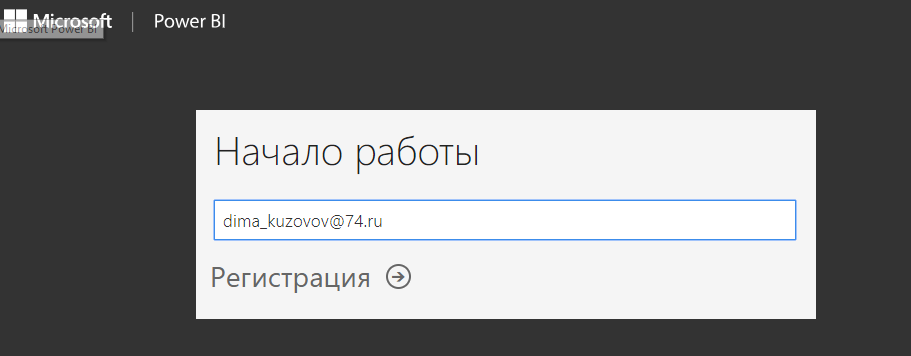 Microsoft | Power BI
Microsoft Power BI
Начало работы
dima_kuzovov@74.ru
Регистрация